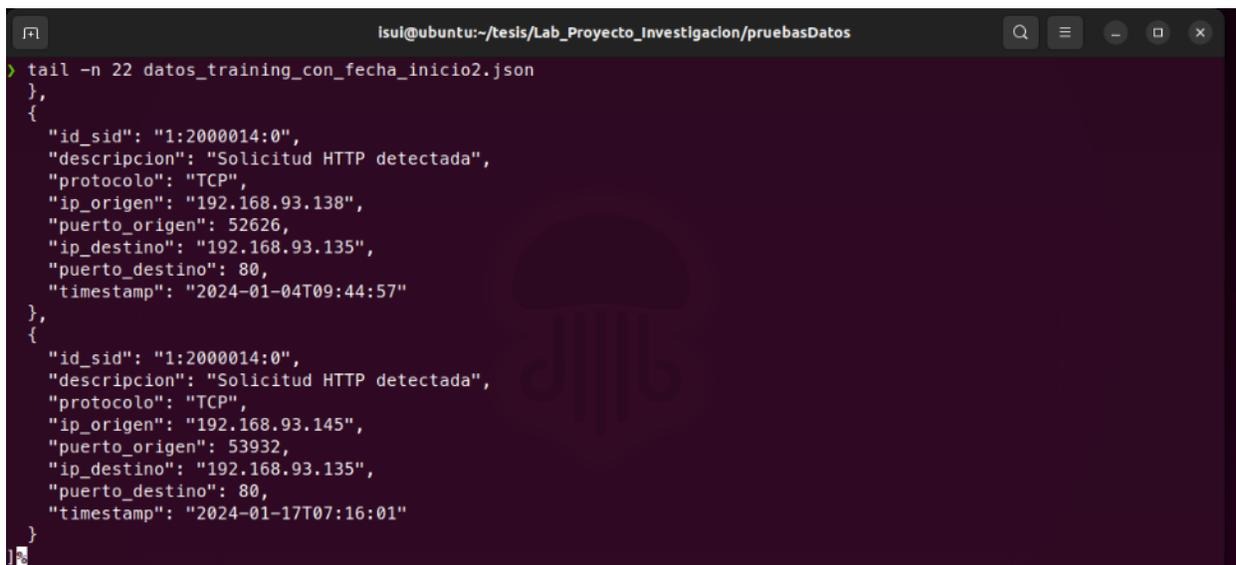 isui@ubuntu:~/tesis/Lab_Proyecto_Investigacion/pruebasDatos
❯ tail -n 22 datos_training_con_fecha_inicio2.json
  },
  {
    "id_sid": "1:2000014:0",
    "descripcion": "Solicitud HTTP detectada",
    "protocolo": "TCP",
    "ip_origen": "192.168.93.138",
    "puerto_origen": 52626,
    "ip_destino": "192.168.93.135",
    "puerto_destino": 80,
    "timestamp": "2024-01-04T09:44:57"
  },
  {
    "id_sid": "1:2000014:0",
    "descripcion": "Solicitud HTTP detectada",
    "protocolo": "TCP",
    "ip_origen": "192.168.93.145",
    "puerto_origen": 53932,
    "ip_destino": "192.168.93.135",
    "puerto_destino": 80,
    "timestamp": "2024-01-17T07:16:01"
  }
]%